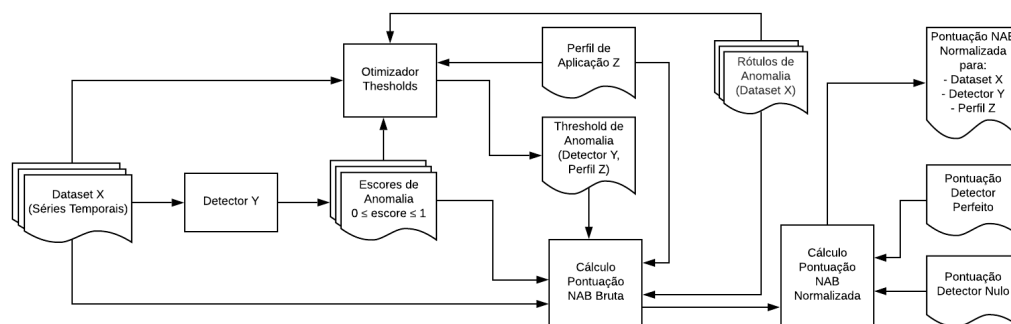 Otimizador
Thesholds
Perfil de
Aplicação Z
Rótulos de
Anomalia
(Dataset X)
Pontuação NAB
Normalizada
para:
- Dataset X
- Detector Y
- Perfil Z
Threshold de
Anomalia
(Detector Y,
Perfil Z)
Dataset X
(Séries Temporais)
Detector Y
Escores de
Anomalia
0 ≤ escore ≤ 1
Pontuação
Detector
Perfeito
Cálculo
Pontuação
NAB Bruta
Cálculo
Pontuação
NAB
Normalizada
Pontuação
Detector Nulo